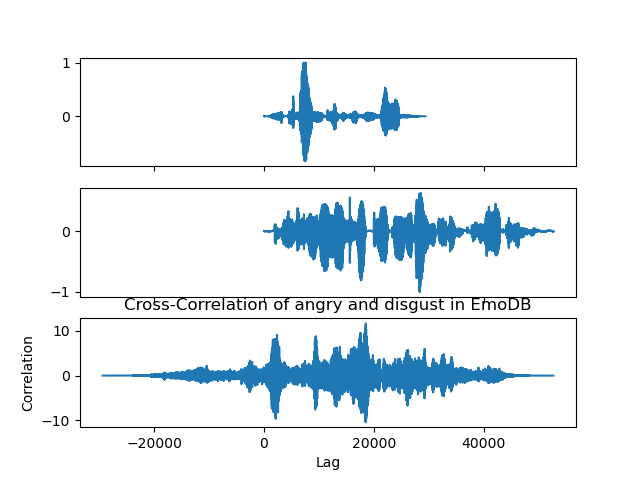 1
0
0
−1
Cross-Correlation of angry and disgust in EmoDB
10
0
−10
Correlation
−20000 0 20000 40000
Lag